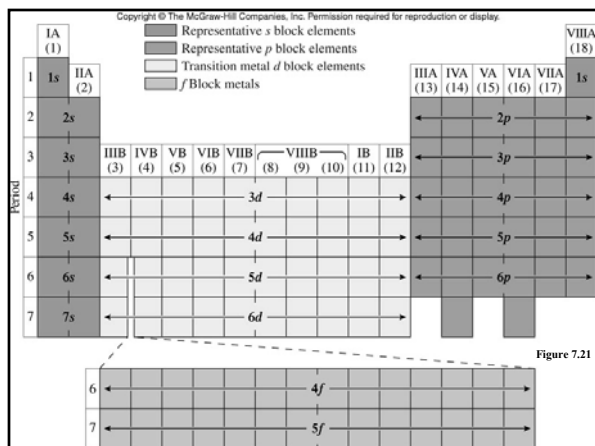 Copyright © The McGraw-Hill Companies, Inc. Permission required for reproduction or display.
Representative s block elements
Representative p block elements
Transition metal d block elements
f Block metals
IA
(1)
VIIIA
(18)
1 1s IIA
(2)
IIIA IVA VA VIA VIIA 1s
(13) (14) (15) (16) (17)
2 2s 2p
3 3s IIIB IVB VB VIB VIIB VIIIB IB IIB 3p
(3) (4) (5) (6) (7) (8) (9) (10) (11) (12)
Period
4 4s 3d 4p
5 5s 4d 5p
6 6s 5d 6p
7 7s 6d
Figure 7.21
6 4f
7 5f